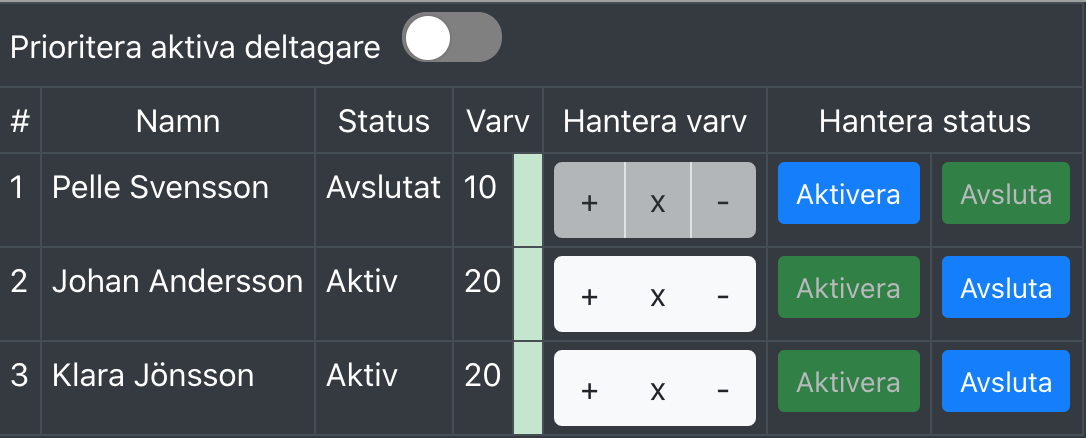 Prioritera aktiva deltagare
# Namn Status Varv Hantera varv Hantera status
1 Pelle Svensson Avslutat 10 + x - Aktivera Avsluta
2 Johan Andersson Aktiv 20 + x - Aktivera Avsluta
3 Klara Jönsson Aktiv 20 + x - Aktivera Avsluta